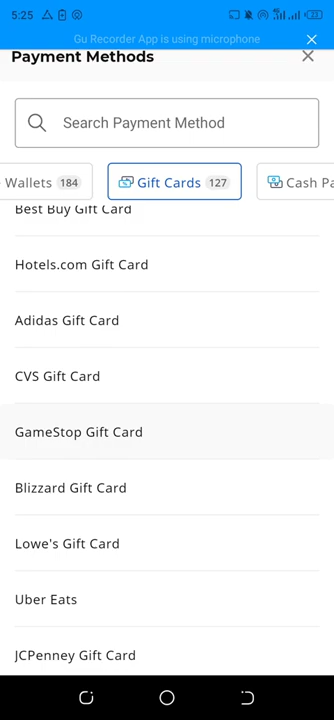 5:25
23
Gu Recorder App is using microphone
Payment Methods
Search Payment Method
Wallets 184
Gift Cards 127
Cash Pa
Best Buy Gift Card
Hotels.com Gift Card
Adidas Gift Card
CVS Gift Card
GameStop Gift Card
Blizzard Gift Card
Lowe's Gift Card
Uber Eats
JCPenney Gift Card